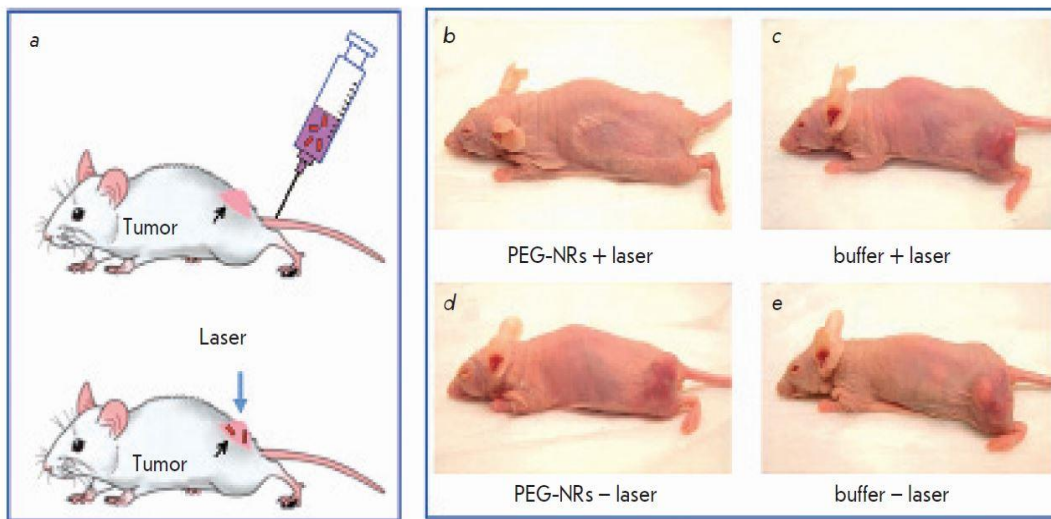 a
Tumor
Laser
Tumor
b
c
PEG-NRs + laser
buffer + laser
d
e
PEG-NRs – laser
buffer – laser